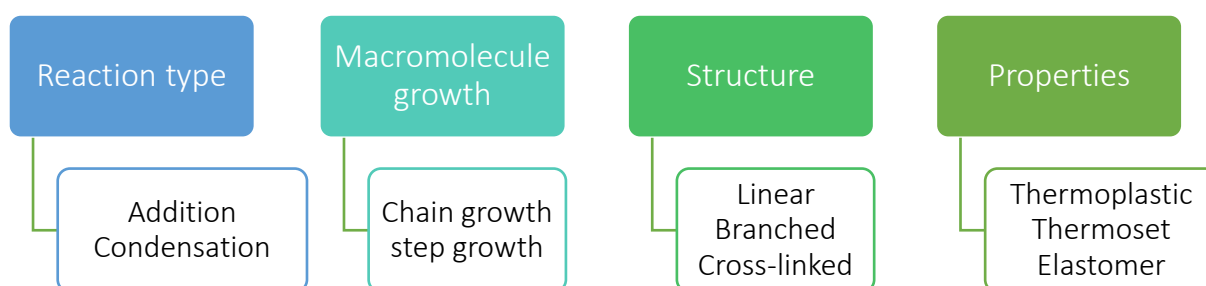 Reaction type
Addition
Condensation
Macromolecule
growth
Chain growth
step growth
Structure
Linear
Branched
Cross-linked
Properties
Thermoplastic
Thermoset
Elastomer